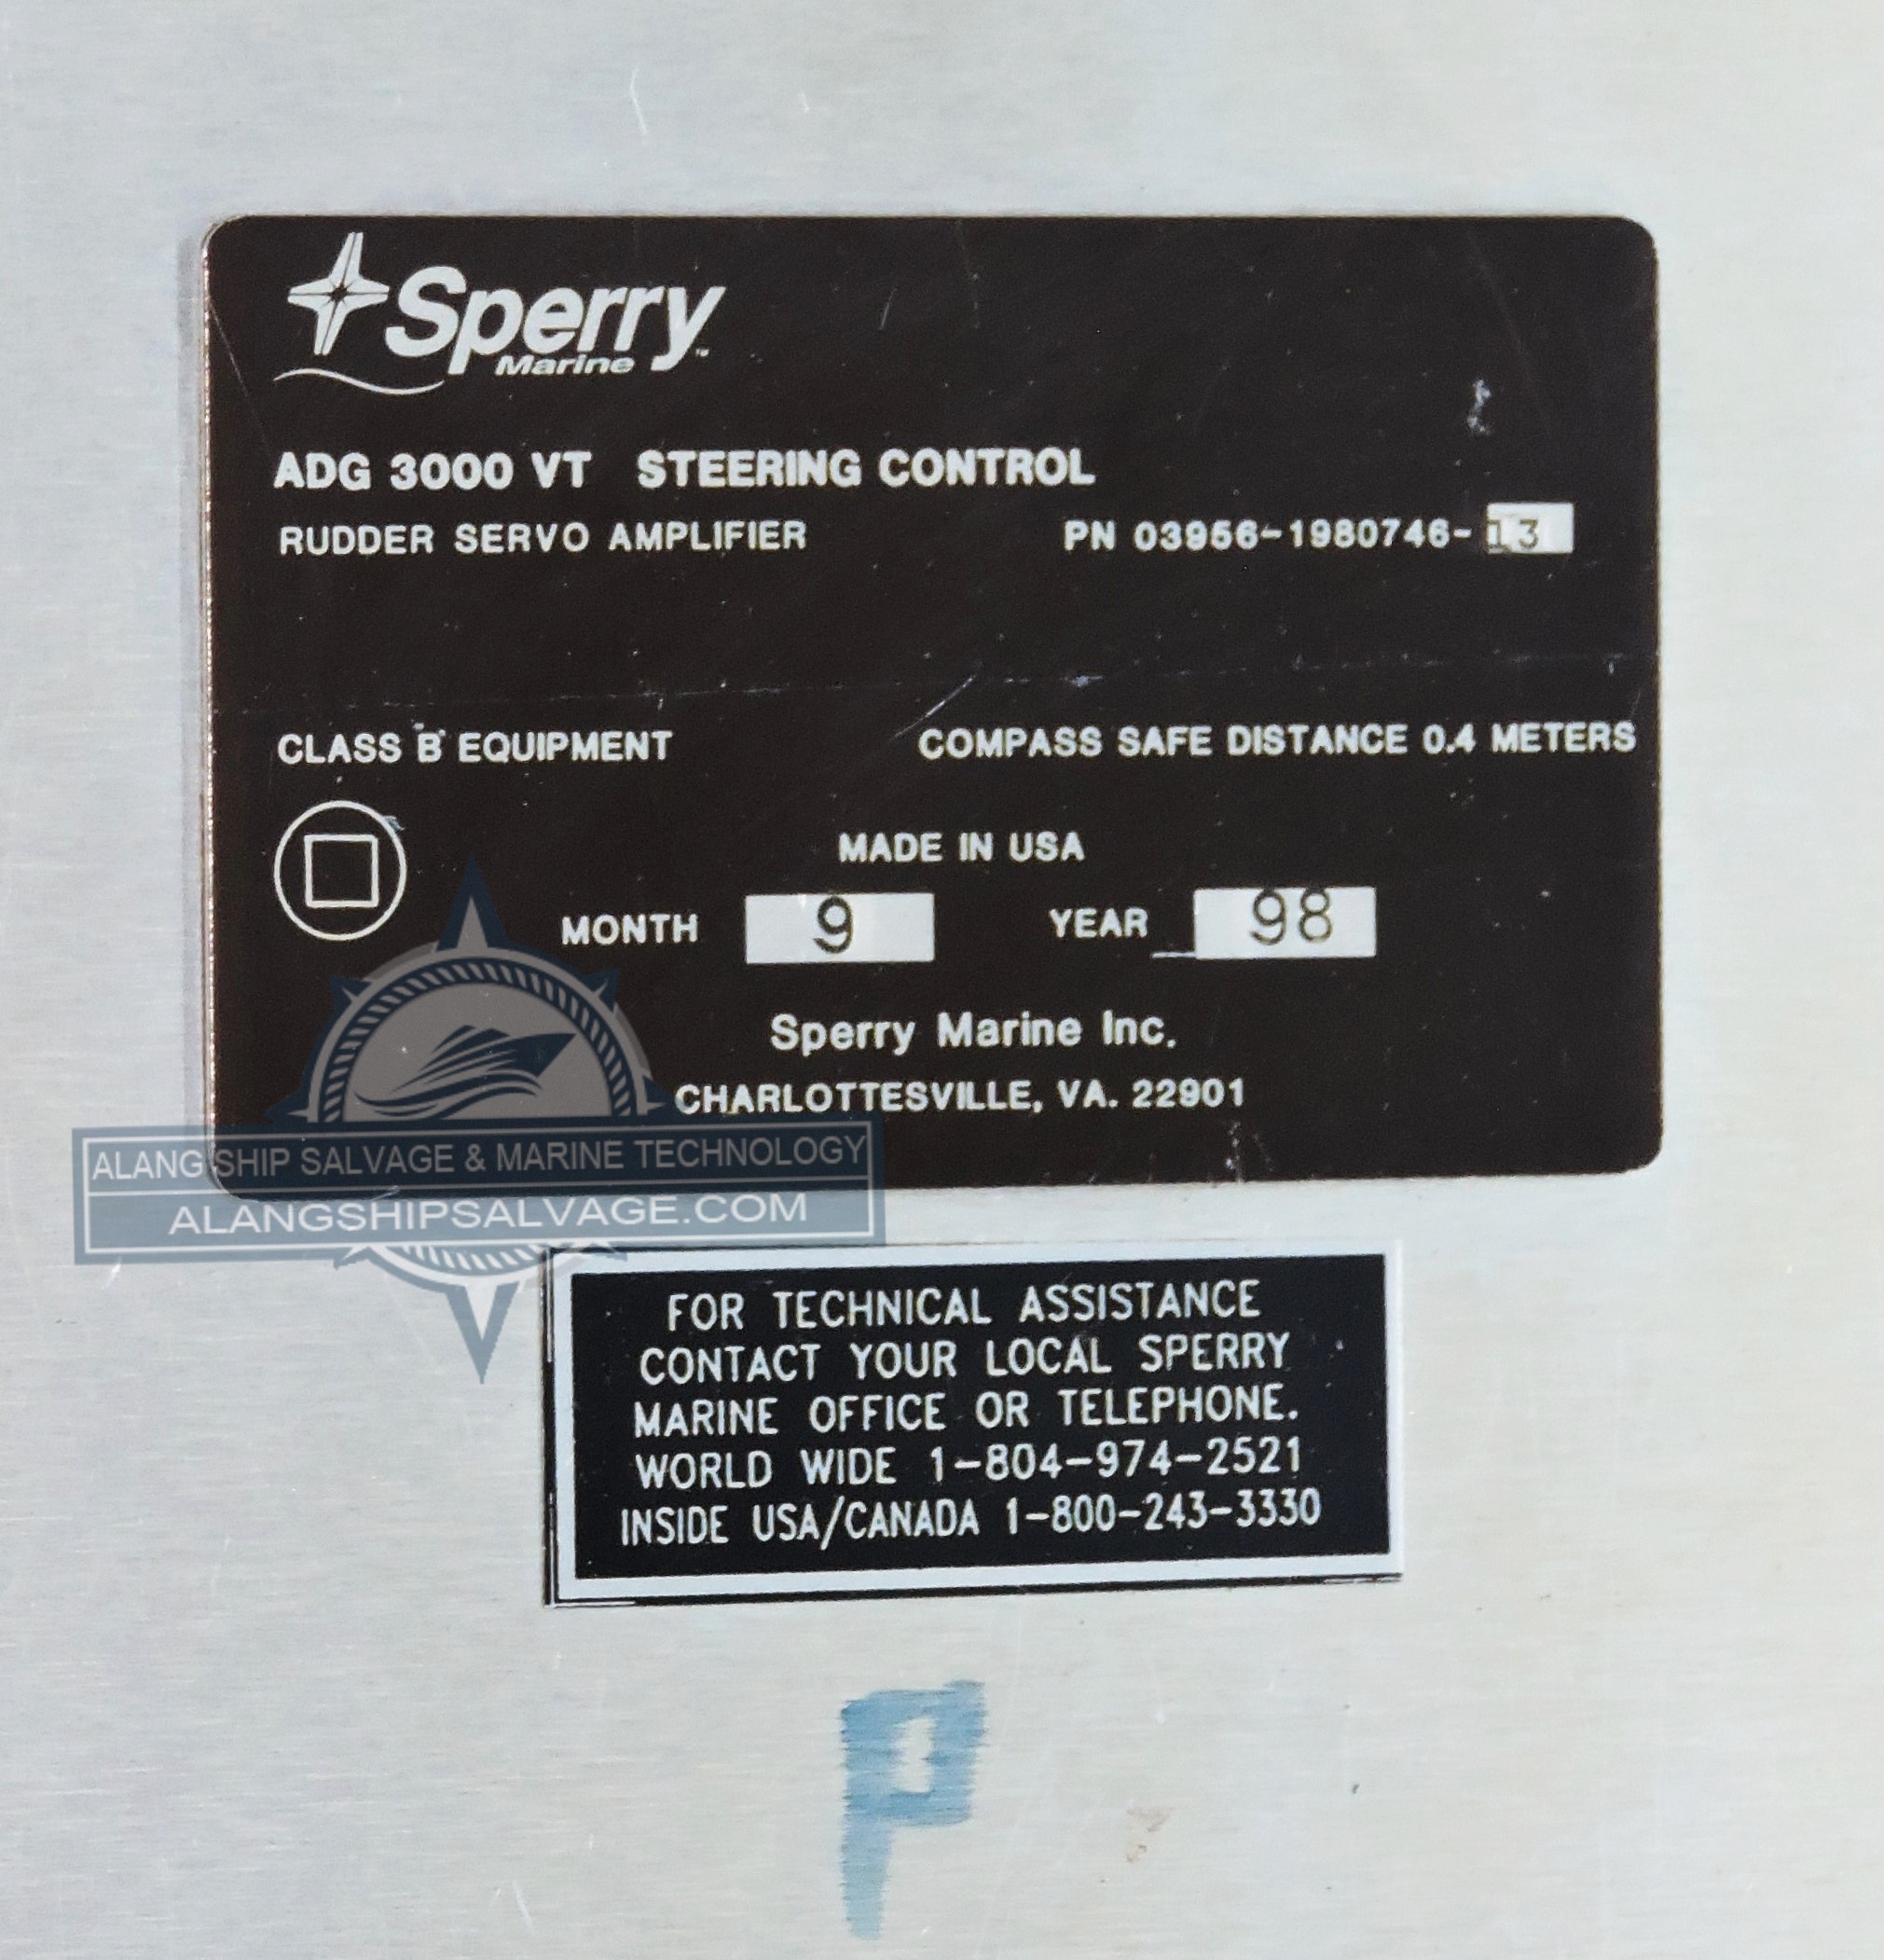 Sperry
Marine™
ADG 3000 VT STEERING CONTROL
RUDDER SERVO AMPLIFIER PN 03956-1980746-13
CLASS "B" EQUIPMENT COMPASS SAFE DISTANCE 0.4 METERS
MADE IN USA
MONTH 9 YEAR 98
Sperry Marine Inc.
CHARLOTTESVILLE, VA. 22901
ALANG SHIP SALVAGE & MARINE TECHNOLOGY
ALANGSHIPSALVAGE.COM
FOR TECHNICAL ASSISTANCE
CONTACT YOUR LOCAL SPERRY
MARINE OFFICE OR TELEPHONE.
WORLD WIDE 1-804-974-2521
INSIDE USA/CANADA 1-800-243-3330
P